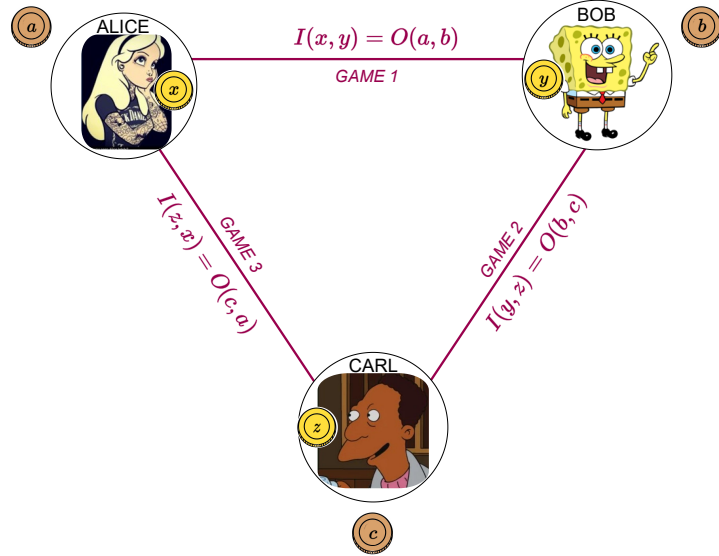 a
ALICE
BOB
b
I(x, y) = O(a, b)
GAME 1
x
y
I(z, x) = O(c, a)
GAME 3
GAME 2
I(y, z) = O(b, c)
CARL
z
c